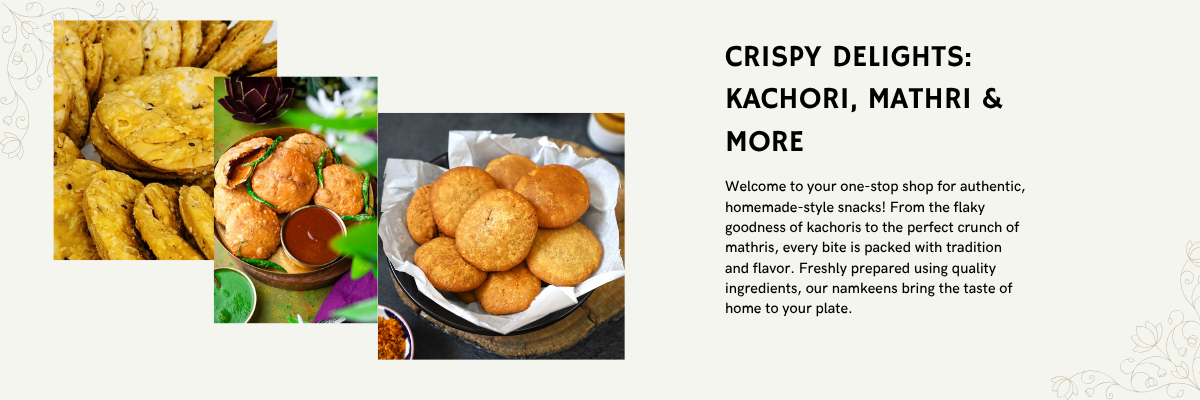 CRISPY DELIGHTS:
KACHORI, MATHRI &
MORE
Welcome to your one-stop shop for authentic,
homemade-style snacks! From the flaky
goodness of kachoris to the perfect crunch of
mathris, every bite is packed with tradition
and flavor. Freshly prepared using quality
ingredients, our namkeens bring the taste of
home to your plate.